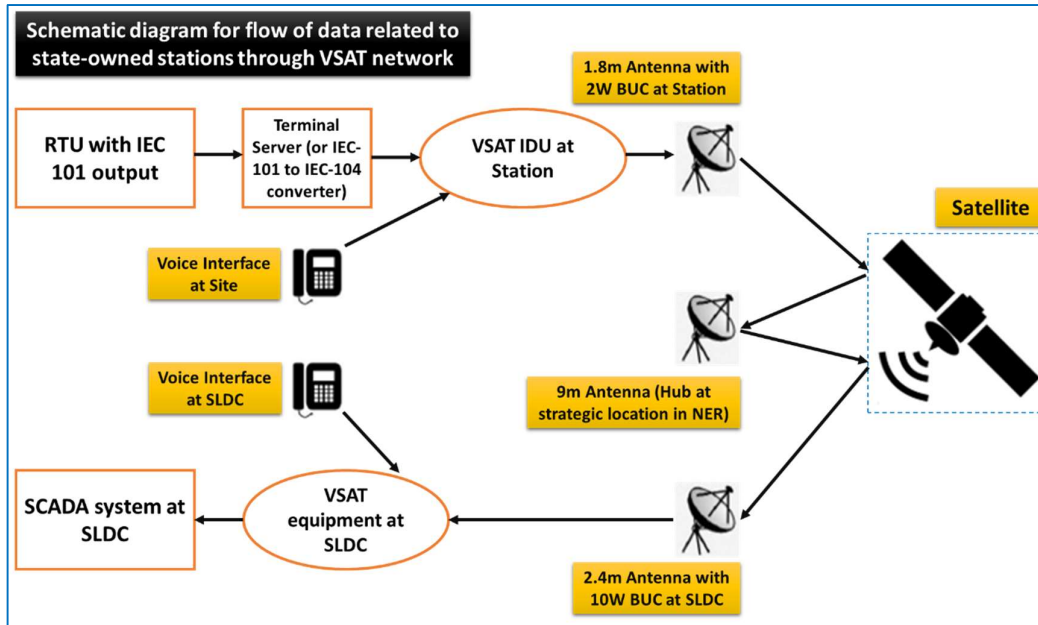 Schematic diagram for flow of data related to
state-owned stations through VSAT network
1.8m Antenna with
2W BUC at Station
RTU with IEC
101 output
Terminal
Server (or IEC-
101 to IEC-104
converter)
VSAT IDU at
Station
Satellite
Voice Interface
at Site
Voice Interface
at SLDC
9m Antenna (Hub at
strategic location in NER)
SCADA system at
SLDC
VSAT
equipment at
SLDC
2.4m Antenna with
10W BUC at SLDC